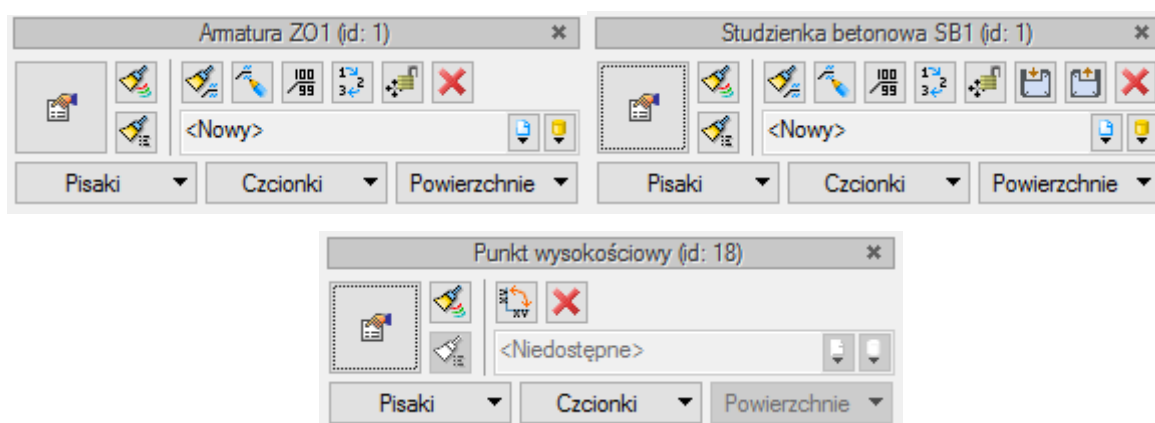 Armatura ZO1 (id: 1)
<Nowy>
Pisaki Czcionki Powierzchnie
Studzienka betonowa SB1 (id: 1)
<Nowy>
Pisaki Czcionki Powierzchnie
Punkt wysokościowy (id: 18)
<Niedostępne>
Pisaki Czcionki Powierzchnie